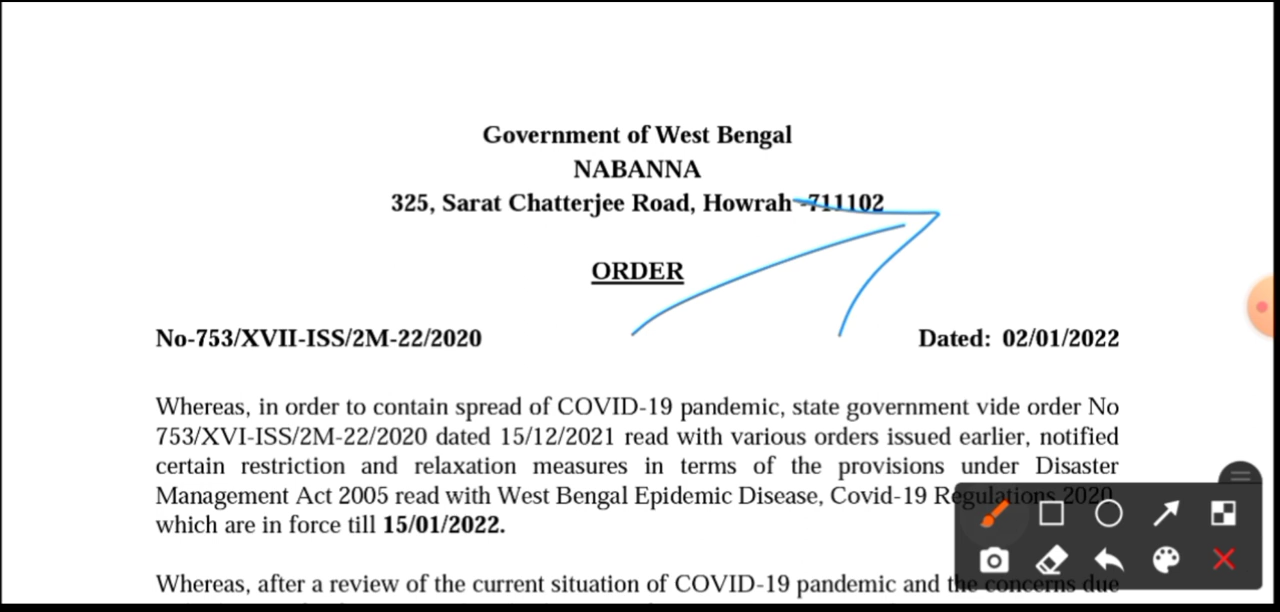 Government of West Bengal
NABANNA
325, Sarat Chatterjee Road, Howrah -711102
ORDER
No-753/XVII-ISS/2M-22/2020 Dated: 02/01/2022
Whereas, in order to contain spread of COVID-19 pandemic, state government vide order No
753/XVI-ISS/2M-22/2020 dated 15/12/2021 read with various orders issued earlier, notified
certain restriction and relaxation measures in terms of the provisions under Disaster
Management Act 2005 read with West Bengal Epidemic Disease, Covid-19 Regulations 2020,
which are in force till 15/01/2022.
Whereas, after a review of the current situation of COVID-19 pandemic and the concerns due